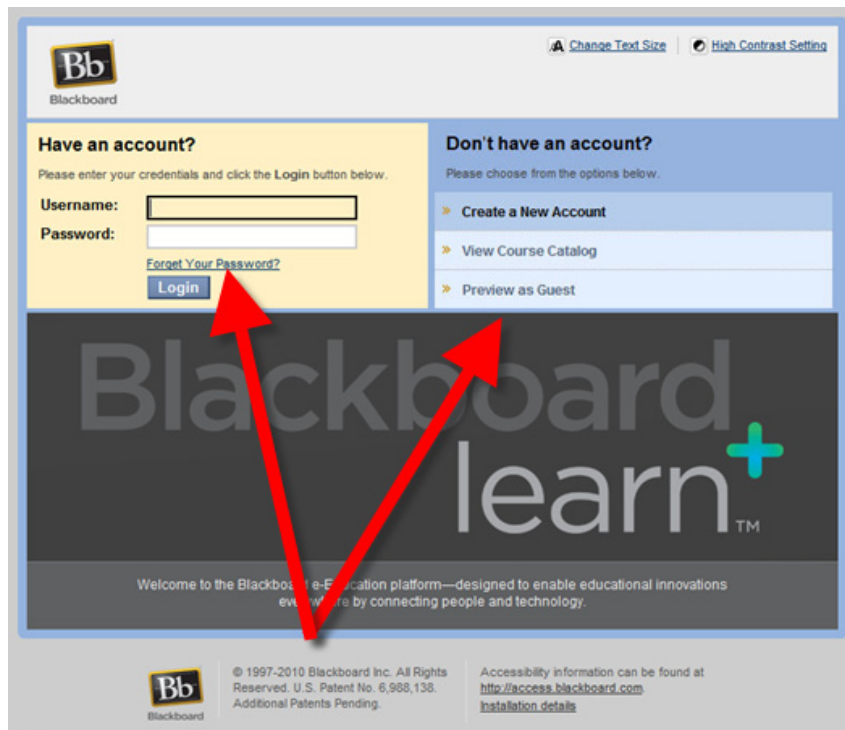 Bb
Blackboard
Change Text Size
High Contrast Setting
Have an account?
Please enter your credentials and click the Login button below.
Username:
Password:
Forget Your Password?
Login
Don't have an account?
Please choose from the options below.
» Create a New Account
» View Course Catalog
» Preview as Guest
Blackboard
learn+ TM
Welcome to the e-Education platform—designed to enable educational innovations
by connecting people and technology.
Bb
Blackboard
© 1997-2010 Blackboard Inc. All Rights
Reserved. U.S. Patent No. 6,988,138.
Additional Patents Pending.
Accessibility information can be found at
http://access.blackboard.com.
Installation details